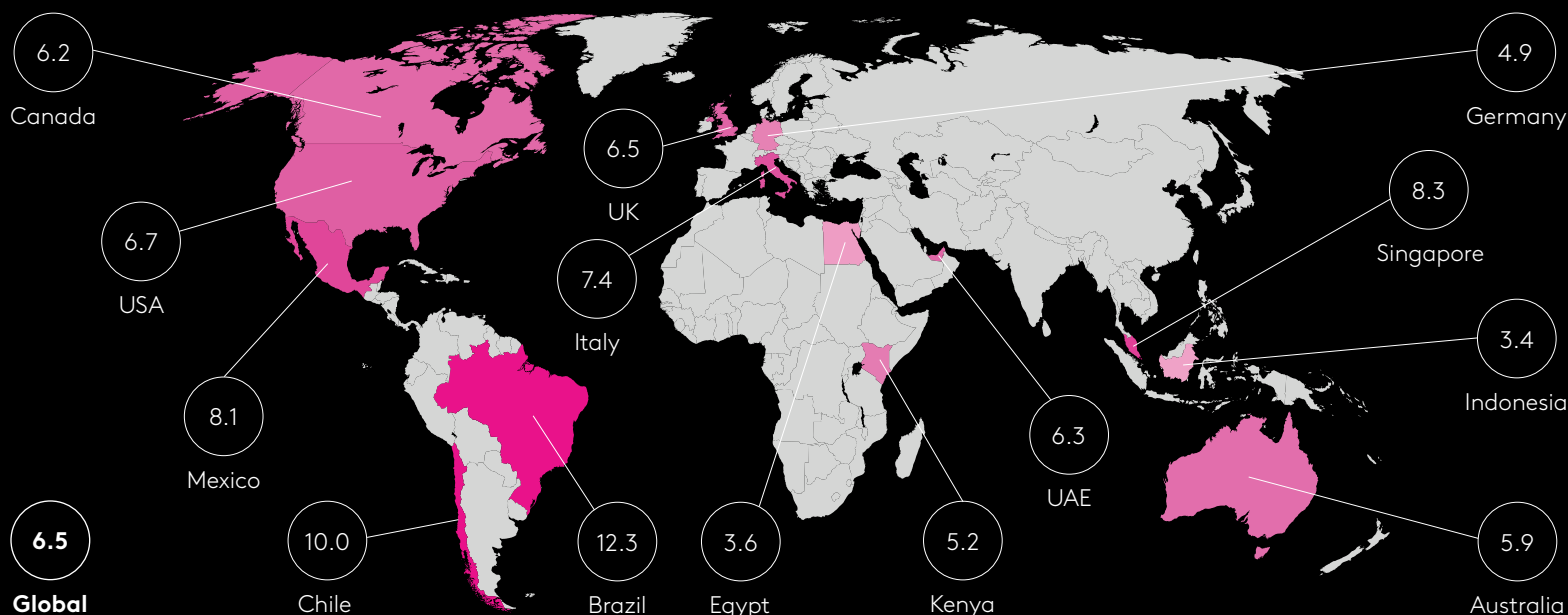 6.2
Canada
4.9
Germany
6.5
UK
8.3
Singapore
6.7
USA
7.4
Italy
3.4
Indonesia
8.1
Mexico
6.3
UAE
6.5
Global
10.0
Chile
12.3
Brazil
3.6
Egypt
5.2
Kenya
5.9
Australia